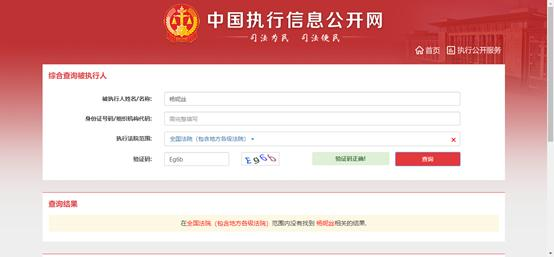 中国执行信息公开网
司法为民 司法便民
首页 执行公开服务
综合查询被执行人
被执行人姓名/名称: 杨昵丝
身份证号码/组织机构代码: 需完整填写
执行法院范围: 全国法院（包含地方各级法院）
验证码: Eg6b Eg6b 验证码正确! 查询
查询结果
在全国法院（包含地方各级法院）范围内没有找到 杨昵丝相关的结果.